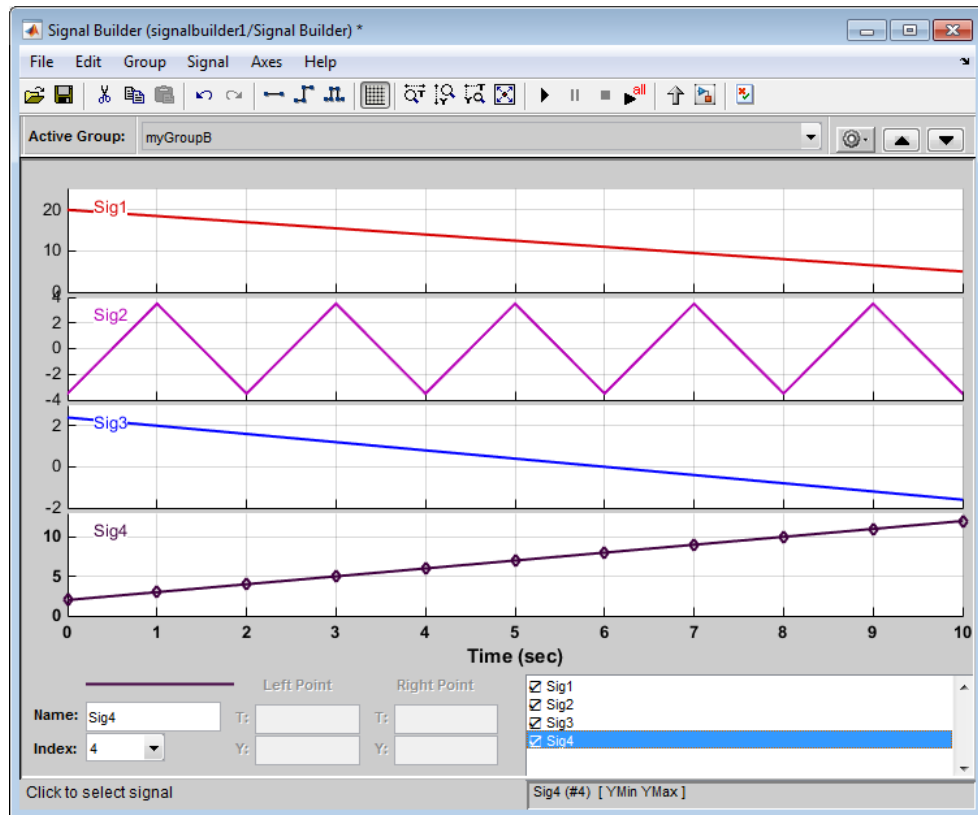 Signal Builder (signalbuilder1/Signal Builder) *
File Edit Group Signal Axes Help
all
Active Group: myGroupB
20
10
0
Sig1
4
2
0
-2
-4
Sig2
2
0
-2
Sig3
10
5
0
Sig4
0 1 2 3 4 5 6 7 8 9 10
Time (sec)
Left Point Right Point
Name: Sig4 T: T:
Index: 4 Y: Y:
Sig1
Sig2
Sig3
Sig4
Click to select signal
Sig4 (#4) [ YMin YMax ]